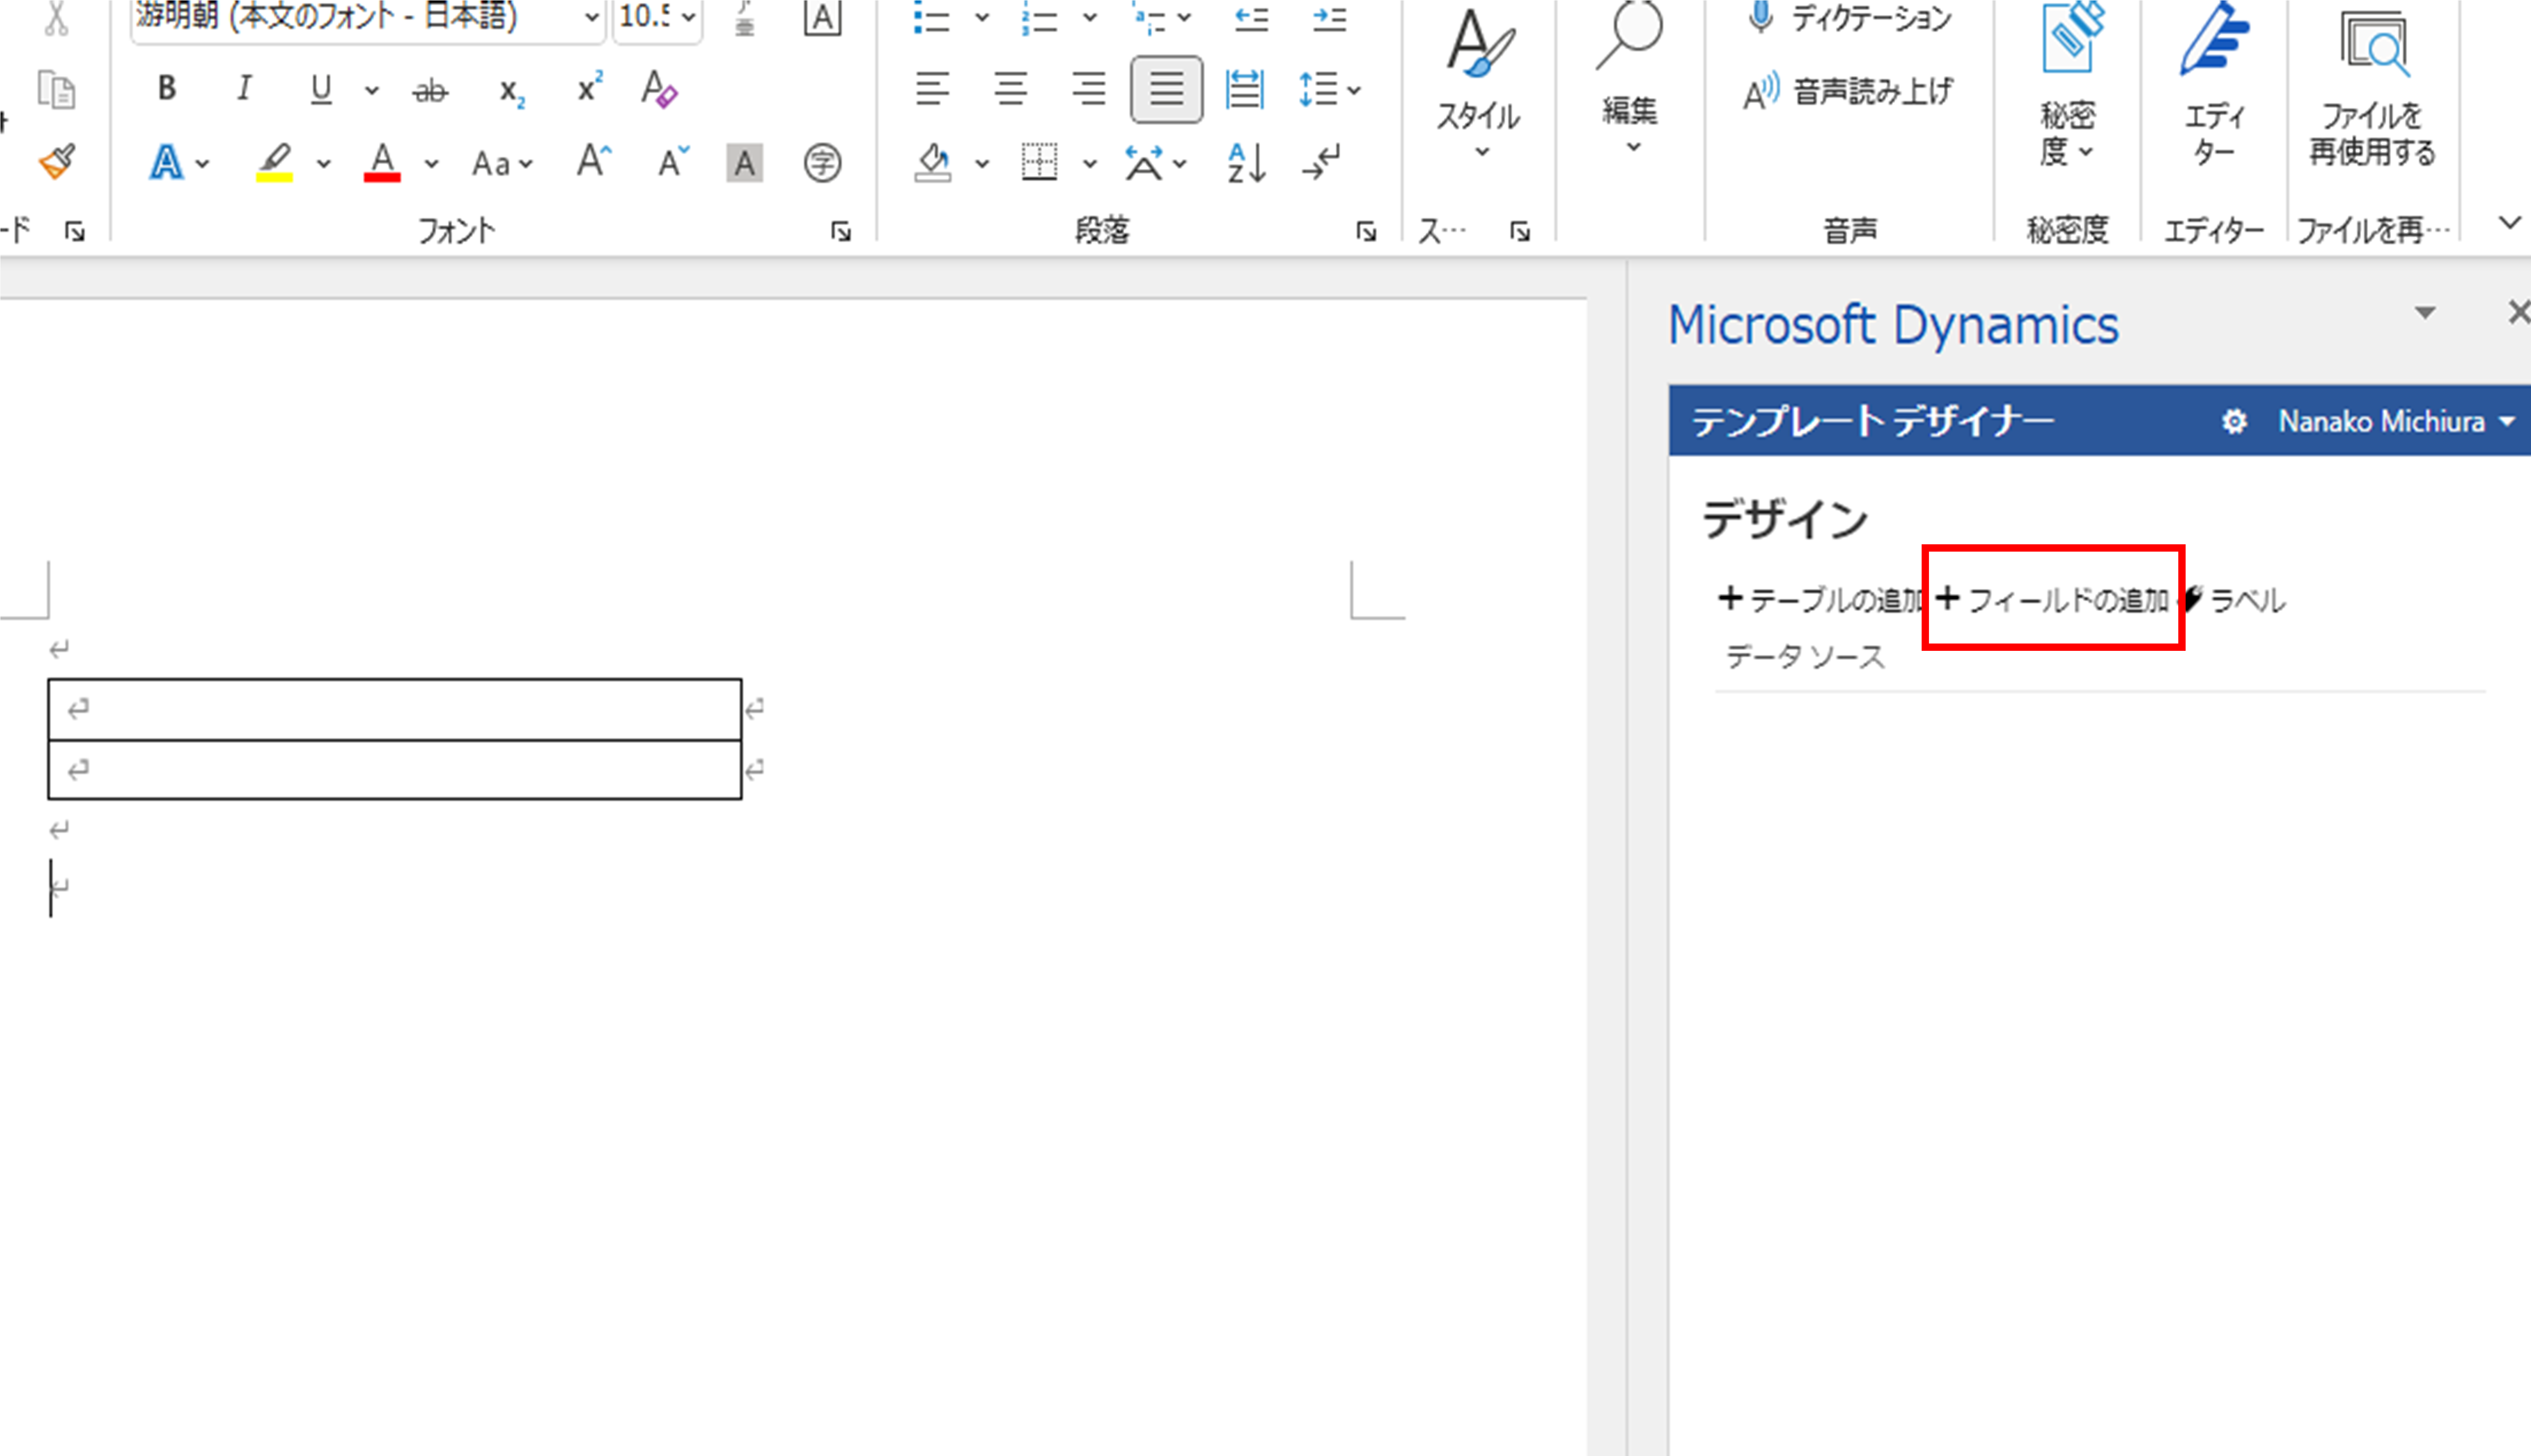 游明朝 (本文のフォント - 日本語)
10.5
A
ディクテーション
B I U ab x₂ x² A
スタイル
編集
音声読み上げ
秘密度
エディター
ファイルを再使用する
A A Aa A A A 字 A Z
ード
フォント
段落
ス…
音声
秘密度
エディター
ファイルを再…
Microsoft Dynamics
テンプレート デザイナー
Nanako Michiura
デザイン
+ テーブルの追加 + フィールドの追加 ラベル
データ ソース